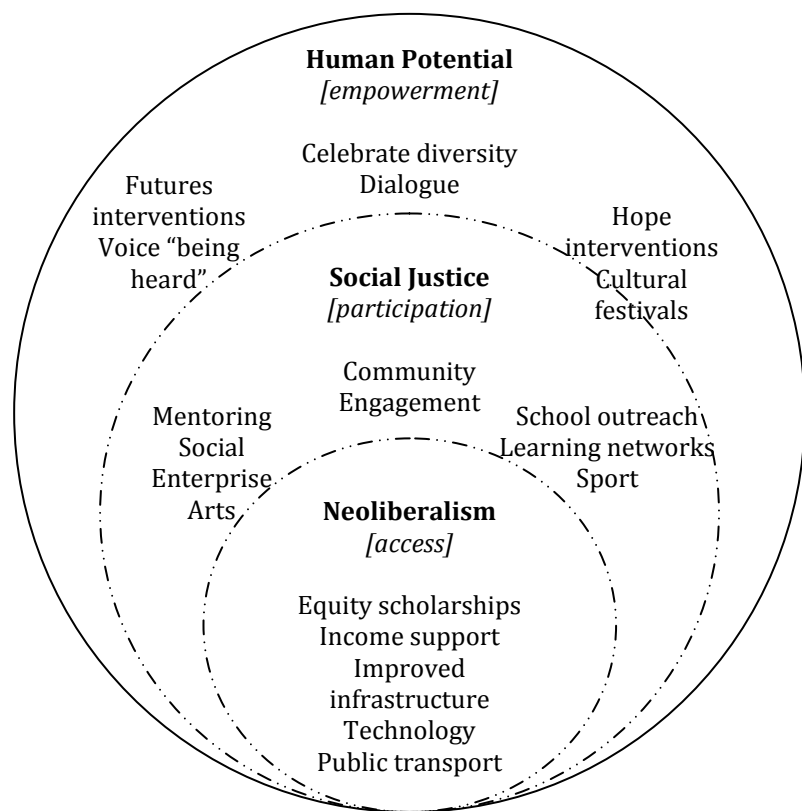 Human Potential
[empowerment]
Celebrate diversity
Dialogue
Futures
interventions
Voice “being
heard”
Hope
interventions
Cultural
festivals
Social Justice
[participation]
Community
Engagement
Mentoring
Social
Enterprise
Arts
School outreach
Learning networks
Sport
Neoliberalism
[access]
Equity scholarships
Income support
Improved
infrastructure
Technology
Public transport